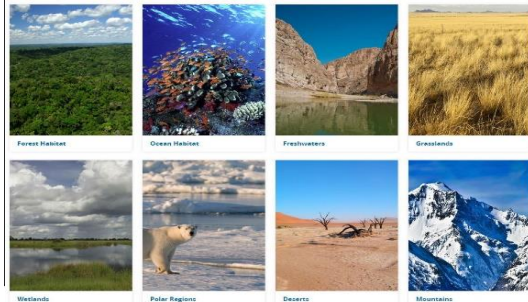 Forest Habitat
Ocean Habitat
Freshwaters
Grasslands
Wetlands
Polar Regions
Deserts
Mountains